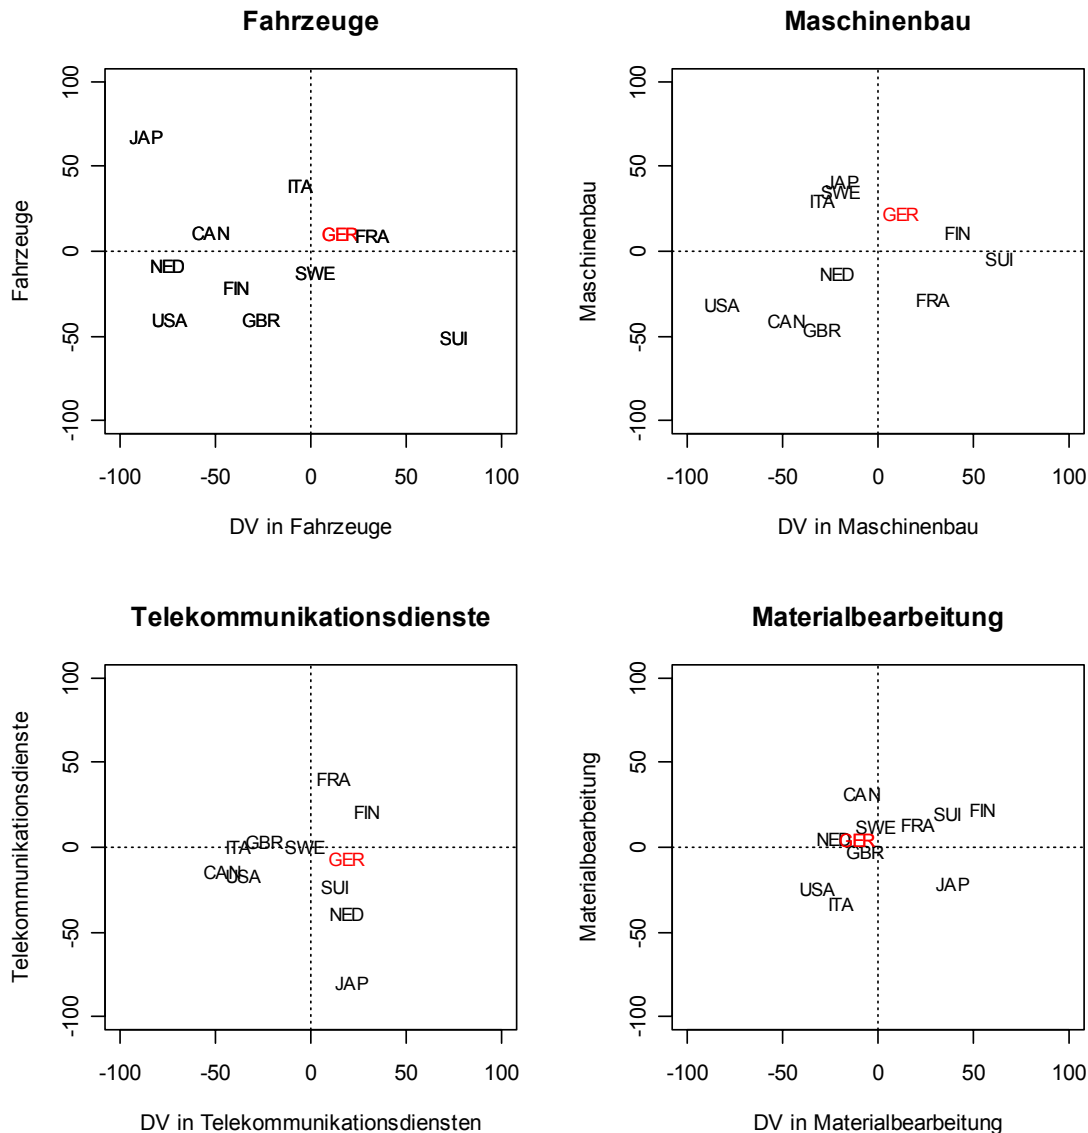 Fahrzeuge
Fahrzeuge
100
50
0
-50
-100
JAP
ITA
CAN
GER
FRA
NED
SWE
FIN
USA
GBR
SUI
-100 -50 0 50 100
DV in Fahrzeuge
Maschinenbau
Maschinenbau
100
50
0
-50
-100
JAP
SWE
ITA
GER
FIN
SUI
NED
FRA
USA
CAN
GBR
-100 -50 0 50 100
DV in Maschinenbau
Telekommunikationsdienste
Telekommunikationsdienste
100
50
0
-50
-100
FRA
FIN
GBR
ITA
SWE
GER
CAN
USA
SUI
NED
JAP
-100 -50 0 50 100
DV in Telekommunikationsdiensten
Materialbearbeitung
Materialbearbeitung
100
50
0
-50
-100
CAN
FIN
SUI
FRA
SWE
NED
GER
GBR
JAP
USA
ITA
-100 -50 0 50 100
DV in Materialbearbeitung